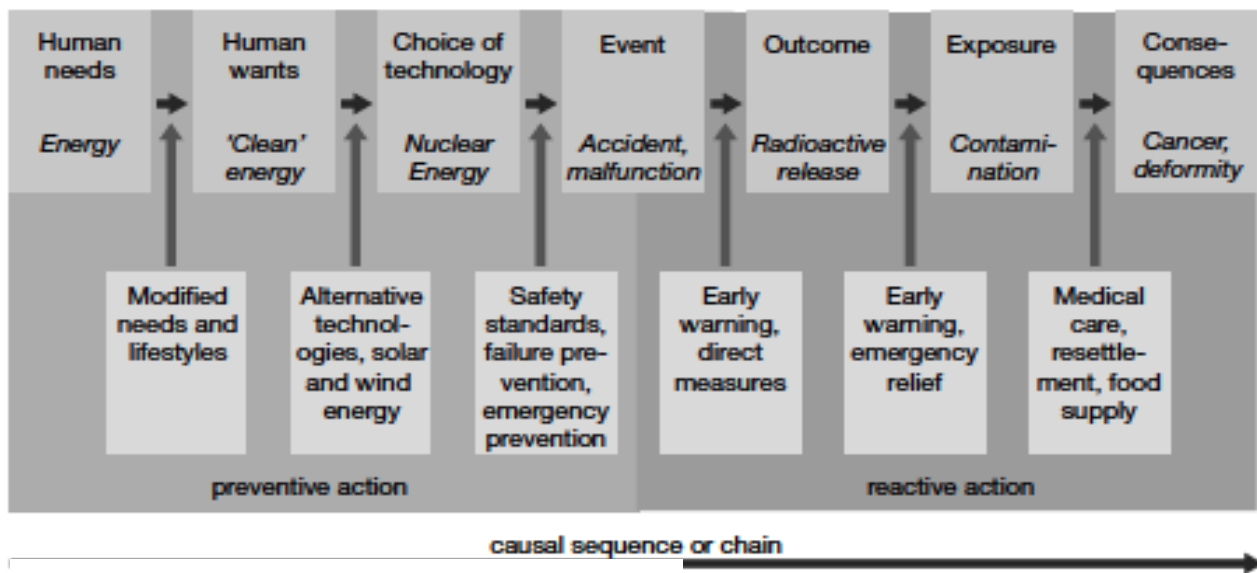 Human
needs
Energy
Human
wants
'Clean'
energy
Choice of
technology
Nuclear
Energy
Event
Accident,
malfunction
Outcome
Radioactive
release
Exposure
Contami-
nation
Conse-
quences
Cancer,
deformity
Modified
needs and
lifestyles
Alternative
technol-
ogies, solar
and wind
energy
Safety
standards,
failure pre-
vention,
emergency
prevention
Early
warning,
direct
measures
Early
warning,
emergency
relief
Medical
care,
resettle-
ment, food
supply
preventive action
reactive action
causal sequence or chain